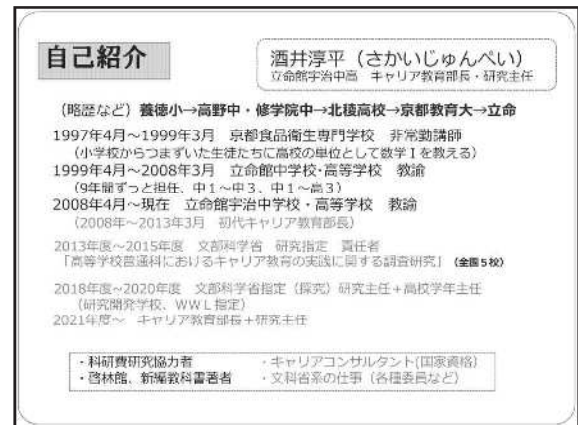 自己紹介
酒井淳平（さかいじゅんぺい）
立命館宇治中高　キャリア教育部長・研究主任
（略歴など）養徳小→高野中・修学院中→北稜高校→京都教育大→立命
1997年4月～1999年3月　京都食品衛生専門学校　非常勤講師
（小学校からつまずいた生徒たちに高校の単位として数学Ⅰを教える）
1999年4月～2008年3月　立命館中学校・高等学校　教諭
（9年間ずっと担任、中1～中3、中1～高3）
2008年4月～現在　立命館宇治中学校・高等学校　教諭
（2008年～2013年3月　初代キャリア教育部長）
2013年度～2015年度　文部科学省　研究指定　責任者
「高等学校普通科におけるキャリア教育の実践に関する調査研究」（全国5校）
2018年度～2020年度　文部科学省指定（探究）研究主任＋高校学年主任
（研究開発学校、WWL指定）
2021年度～　キャリア教育部長＋研究主任
・科研費研究協力者　・キャリアコンサルタント(国家資格)
・啓林館、新編教科書著者　・文科省系の仕事（各種委員など）